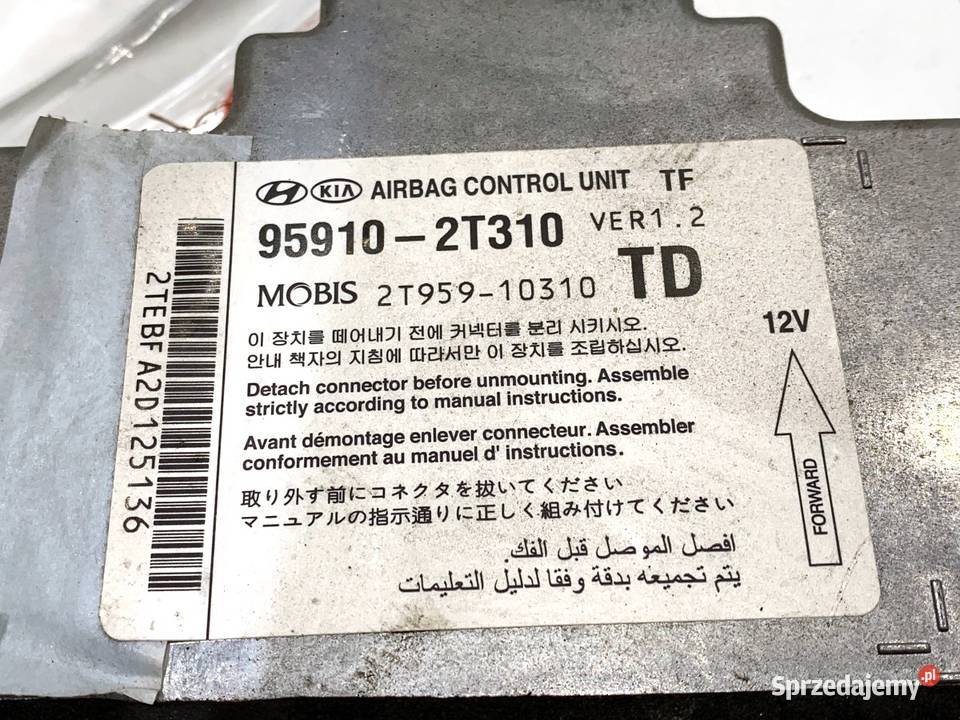 KIA AIRBAG CONTROL UNIT TF
95910-2T310 VER1.2
MOBIS 2T959-10310 TD
이 장치를 떼어내기 전에 커넥터를 분리 시키시오.
안내 책자의 지침에 따라서만 이 장치를 조립하십시오.
Detach connector before unmounting. Assemble
strictly according to manual instructions.
Avant démontage enlever connecteur. Assembler
conformement au manuel d' instructions.
取り外す前にコネクタを抜いてください
マニュアルの指示通りに正しく組み付けてください
افصل الموصل قبل الفك.
يتم تجميعه بدقة وفقا لدليل التعليمات
12V
FORWARD
2TEBFA2D125136
Sprzedajemy.pl